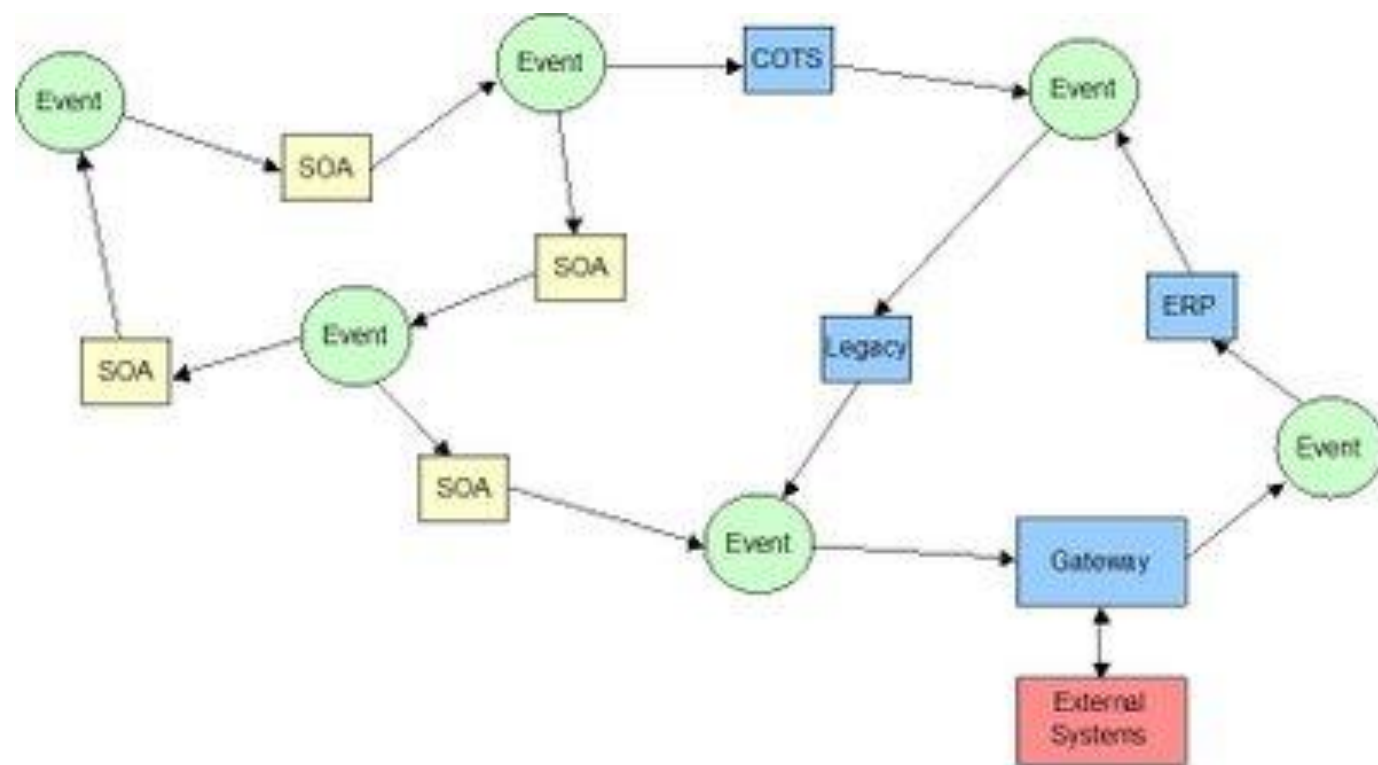 Event
COTS
Event
Event
SOA
SOA
ERP
Event
Legacy
SOA
Event
SOA
Event
Gateway
External
Systems